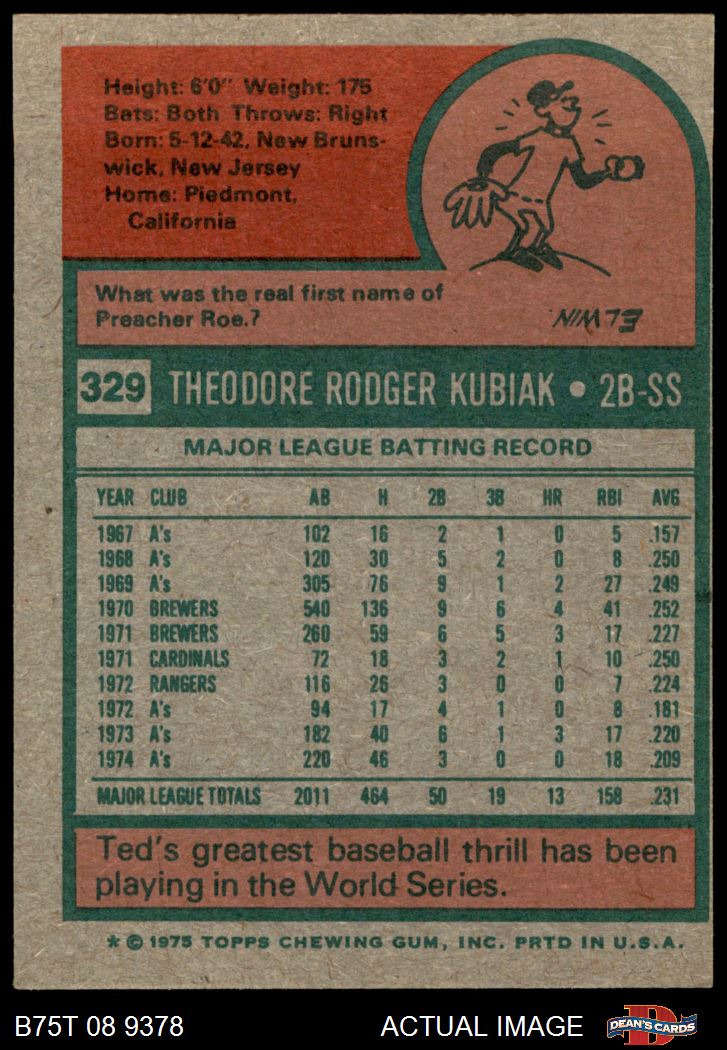 Height: 6'0" Weight: 175
Bats: Both Throws: Right
Born: 5-12-42, New Bruns-
wick, New Jersey
Home: Piedmont,
California
What was the real first name of
Preacher Roe.?
ELWIN.
329 THEODORE RODGER KUBIAK • 2B-SS
MAJOR LEAGUE BATTING RECORD
YEAR CLUB AB H 2B 3B HR RBI AVG
1967 A's 102 16 2 1 0 5 .157
1968 A's 120 30 5 2 0 8 .250
1969 A's 305 76 9 1 2 27 .249
1970 BREWERS 540 136 9 6 4 41 .252
1971 BREWERS 260 59 6 5 3 17 .227
1971 CARDINALS 72 18 3 2 1 10 .250
1972 RANGERS 116 26 3 0 0 7 .224
1972 A's 94 17 4 1 0 8 .181
1973 A's 182 40 6 1 3 17 .220
1974 A's 220 46 3 0 0 18 .209
MAJOR LEAGUE TOTALS 2011 464 50 19 13 158 .231
Ted's greatest baseball thrill has been
playing in the World Series.
* © 1975 TOPPS CHEWING GUM, INC. PRTD IN U.S.A.
B75T 08 9378 ACTUAL IMAGE DEAN'S CARDS